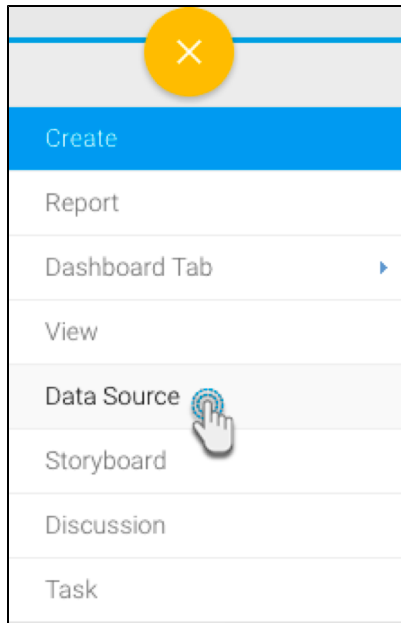 Create
Report
Dashboard Tab
View
Data Source
Storyboard
Discussion
Task